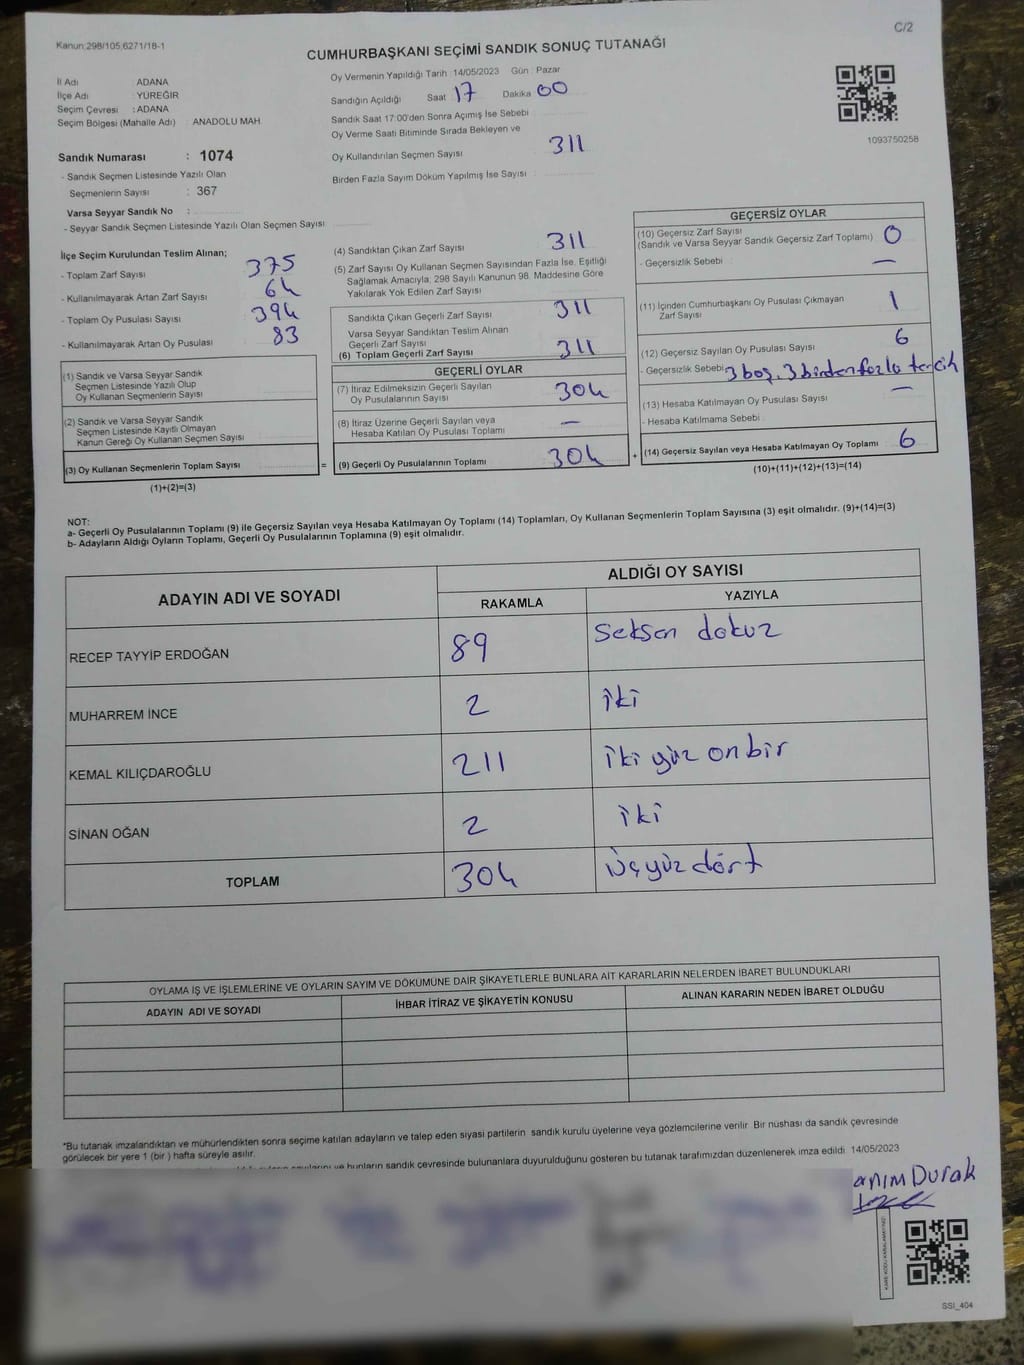 Kanun:298/105;6271/18-1
C/2
CUMHURBAŞKANI SEÇİMİ SANDIK SONUÇ TUTANAĞI
İl Adı : ADANA
İlçe Adı : YÜREĞİR
Seçim Çevresi : ADANA
Seçim Bölgesi (Mahalle Adı) : ANADOLU MAH.
Oy Vermenin Yapıldığı Tarih :14/05/2023 Gün : Pazar
Sandığın Açıldığı Saat 17 Dakika 00
Sandık Saat 17:00'den Sonra Açımış İse Sebebi
Oy Verme Saati Bitiminde Sırada Bekleyen ve
Oy Kullandırılan Seçmen Sayısı 311
Birden Fazla Sayım Döküm Yapılmış İse Sayısı :
1093750258
Sandık Numarası : 1074
- Sandık Seçmen Listesinde Yazılı Olan
Seçmenlerin Sayısı : 367
Varsa Seyyar Sandık No :
- Seyyar Sandık Seçmen Listesinde Yazılı Olan Seçmen Sayısı
İlçe Seçim Kurulundan Teslim Alınan;
- Toplam Zarf Sayısı 375
- Kullanılmayarak Artan Zarf Sayısı 64
- Toplam Oy Pusulası Sayısı 394
- Kullanılmayarak Artan Oy Pusulası 83
(4) Sandıktan Çıkan Zarf Sayısı 311
(5) Zarf Sayısı Oy Kullanan Seçmen Sayısından Fazla İse, Eşitliği
Sağlamak Amacıyla; 298 Sayılı Kanunun 98. Maddesine Göre
Yakılarak Yok Edilen Zarf Sayısı
Sandıkta Çıkan Geçerli Zarf Sayısı 311
Varsa Seyyar Sandıktan Teslim Alınan
Geçerli Zarf Sayısı
(6) Toplam Geçerli Zarf Sayısı 311
GEÇERSİZ OYLAR
(10) Geçersiz Zarf Sayısı
(Sandık ve Varsa Seyyar Sandık Geçersiz Zarf Toplamı) 0
- Geçersizlik Sebebi : —
(11) İçinden Cumhurbaşkanı Oy Pusulası Çıkmayan
Zarf Sayısı 1
(12) Geçersiz Sayılan Oy Pusulası Sayısı 6
- Geçersizlik Sebebi 3 boş, 3 birden fazla tercih
(13) Hesaba Katılmayan Oy Pusulası Sayısı —
- Hesaba Katılmama Sebebi :
(14) Geçersiz Sayılan veya Hesaba Katılmayan Oy Toplamı 6
(10)+(11)+(12)+(13)=(14)
(1) Sandık ve Varsa Seyyar Sandık
Seçmen Listesinde Yazılı Olup
Oy Kullanan Seçmenlerin Sayısı
(2) Sandık ve Varsa Seyyar Sandık
Seçmen Listesinde Kayıtlı Olmayan
Kanun Gereği Oy Kullanan Seçmen Sayısı
(3) Oy Kullanan Seçmenlerin Toplam Sayısı =
(1)+(2)=(3)
GEÇERLİ OYLAR
(7) İtiraz Edilmeksizin Geçerli Sayılan
Oy Pusulalarının Sayısı 304
(8) İtiraz Üzerine Geçerli Sayılan veya
Hesaba Katılan Oy Pusulası Toplamı —
(9) Geçerli Oy Pusulalarının Toplamı 304 +
NOT:
a- Geçerli Oy Pusulalarının Toplamı (9) ile Geçersiz Sayılan veya Hesaba Katılmayan Oy Toplamı (14) Toplamları, Oy Kullanan Seçmenlerin Toplam Sayısına (3) eşit olmalıdır. (9)+(14)=(3)
b- Adayların Aldığı Oyların Toplamı, Geçerli Oy Pusulalarının Toplamına (9) eşit olmalıdır.
ADAYIN ADI VE SOYADI ALDIĞI OY SAYISI
RAKAMLA YAZIYLA
RECEP TAYYİP ERDOĞAN 89 Seksen dokuz
MUHARREM İNCE 2 iki
KEMAL KILIÇDAROĞLU 211 iki yüz on bir
SİNAN OĞAN 2 iki
TOPLAM 304 Üçyüz dört
OYLAMA İŞ VE İŞLEMLERİNE VE OYLARIN SAYIM VE DÖKÜMÜNE DAİR ŞİKAYETLERLE BUNLARA AİT KARARLARIN NELERDEN İBARET BULUNDUKLARI
ADAYIN ADI VE SOYADI İHBAR İTİRAZ VE ŞİKAYETİN KONUSU ALINAN KARARIN NEDEN İBARET OLDUĞU
*Bu tutanak imzalandıktan ve mühürlendikten sonra seçime katılan adayların ve talep eden siyasi partilerin sandık kurulu üyelerine veya gözlemcilerine verilir. Bir nüshası da sandık çevresinde
görülecek bir yere 1 (bir ) hafta süreyle asılır.
ve bunların sandık çevresinde bulunanlara duyurulduğunu gösteren bu tutanak tarafımızdan düzenlenerek imza edildi. 14/05/2023
anım Durak
SSI_404